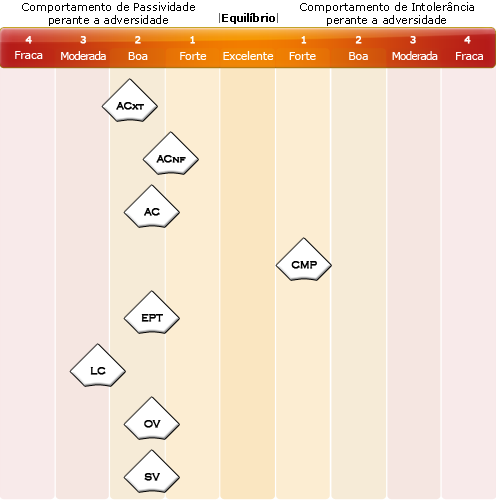 Comportamento de Passividade
perante a adversidade
|Equilíbrio|
Comportamento de Intolerância
perante a adversidade
4 3 2 1 1 2 3 4
Fraca Moderada Boa Forte Excelente Forte Boa Moderada Fraca
ACXT
ACNF
AC
CMP
EPT
LC
OV
SV